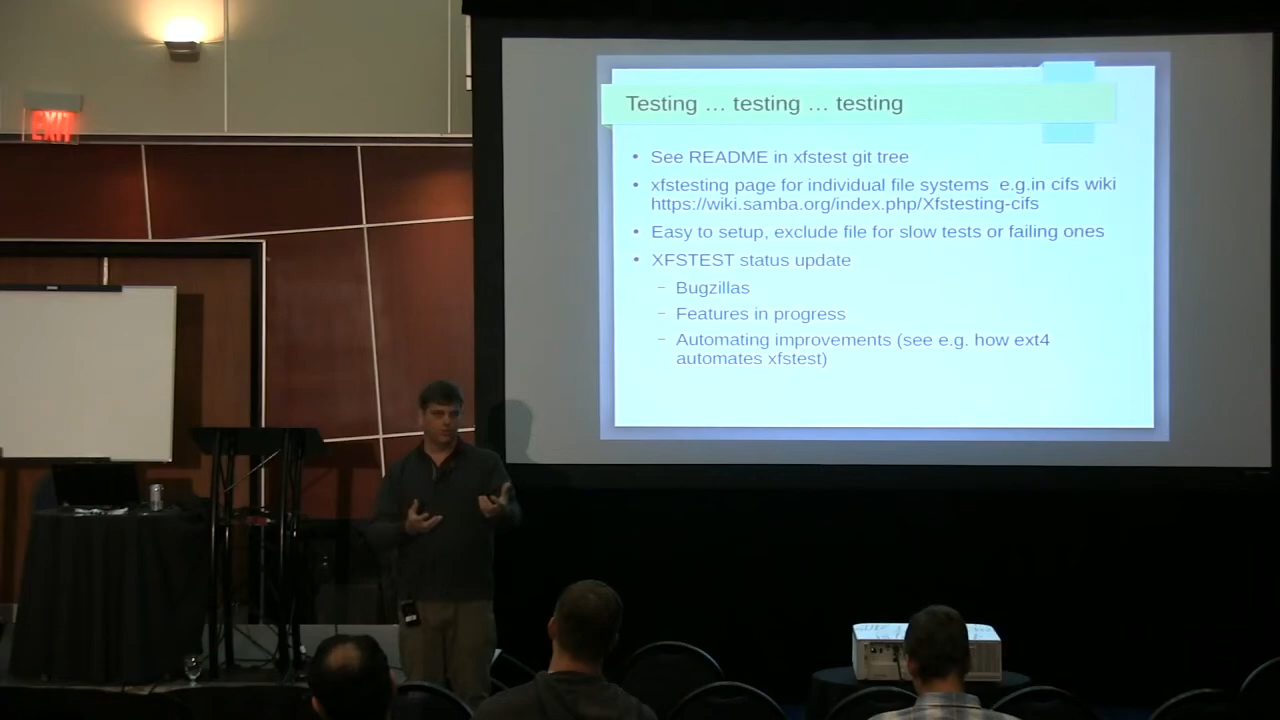 EXIT
Testing … testing … testing
• See README in xfstest git tree
• xfstesting page for individual file systems  e.g.in cifs wiki
https://wiki.samba.org/index.php/Xfstesting-cifs
• Easy to setup, exclude file for slow tests or failing ones
• XFSTEST status update
– Bugzillas
– Features in progress
– Automating improvements (see e.g. how ext4
automates xfstest)